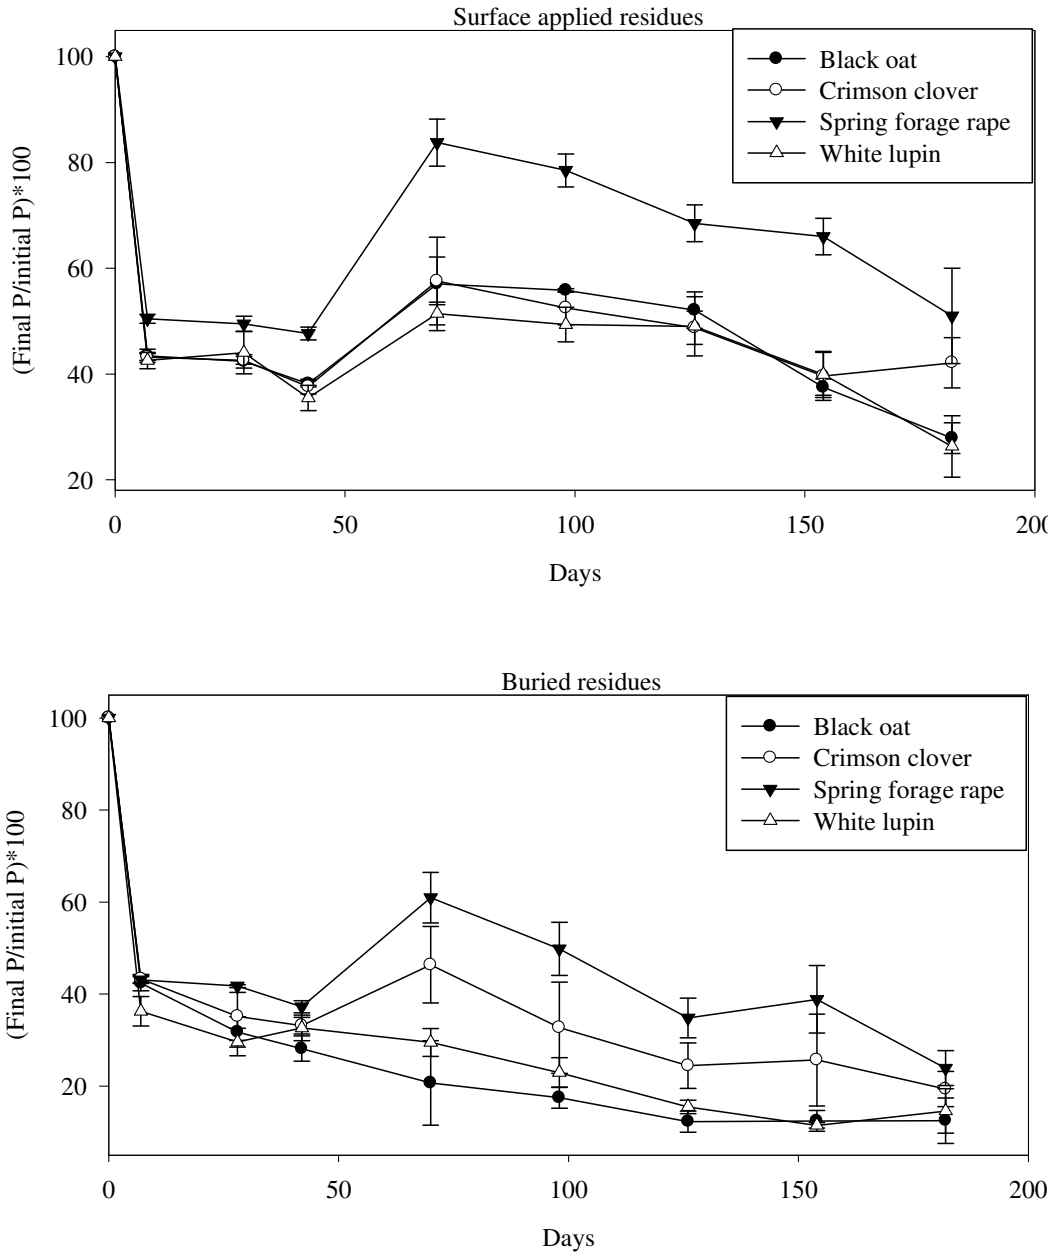 Surface applied residues
(Final P/initial P)*100
100
80
60
40
20
Black oat
Crimson clover
Spring forage rape
White lupin
0 50 100 150 200
Days
Buried residues
(Final P/initial P)*100
100
80
60
40
20
Black oat
Crimson clover
Spring forage rape
White lupin
0 50 100 150 200
Days